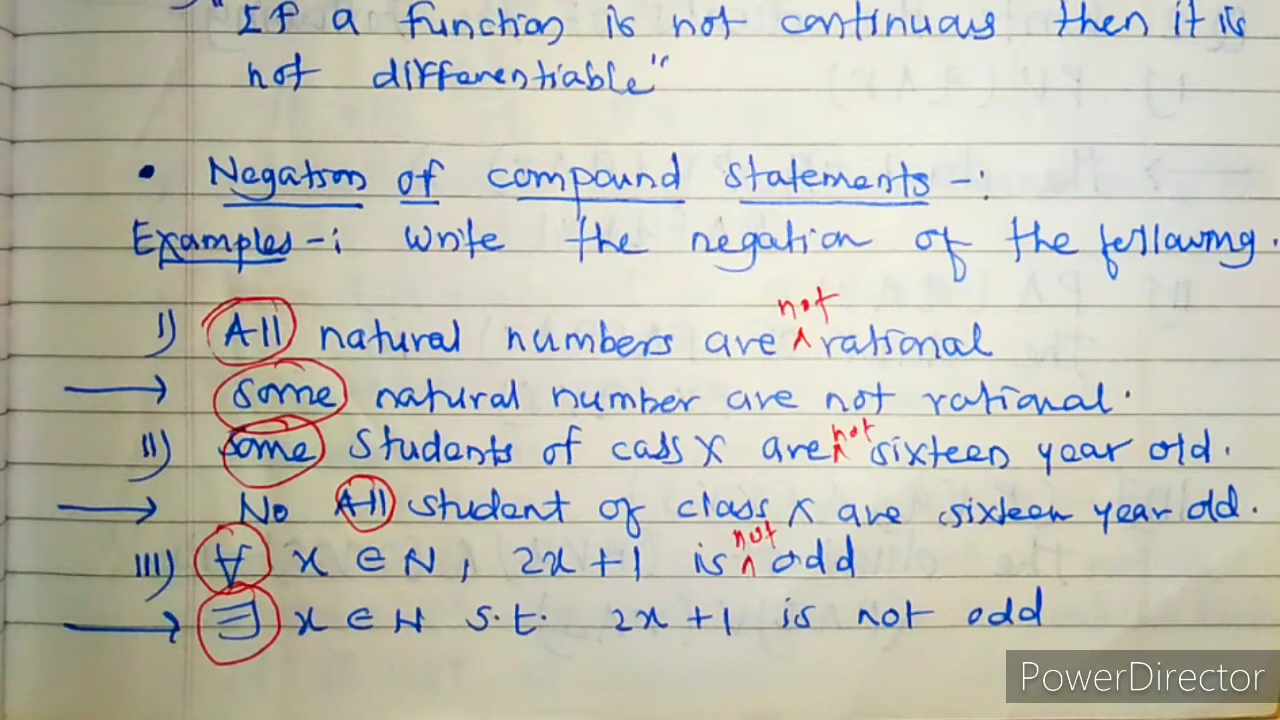 "If a function is not continuous then it is
not differentiable"
• Negation of compound statements -:
Examples -: write the negation of the following.
not
I) All natural numbers are ∧ rational
→ some natural number are not rational.
not
II) some students of cass X are ∧ sixteen year old.
→ No All student of class X are sixteen year old.
not
III) ∀ x ∈ N, 2x + 1 is ∧ odd
→ ∃ x ∈ N s.t. 2x + 1 is not odd
PowerDirector